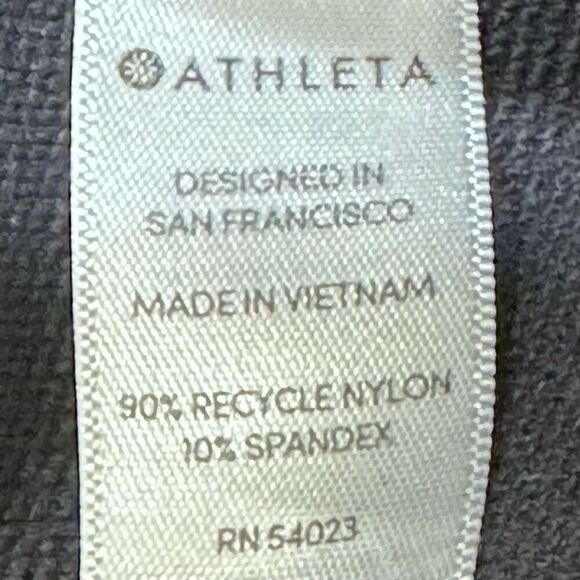 ATHLETA
DESIGNED IN
SAN FRANCISCO
MADE IN VIETNAM
90% RECYCLE NYLON
10% SPANDEX
RN 54023